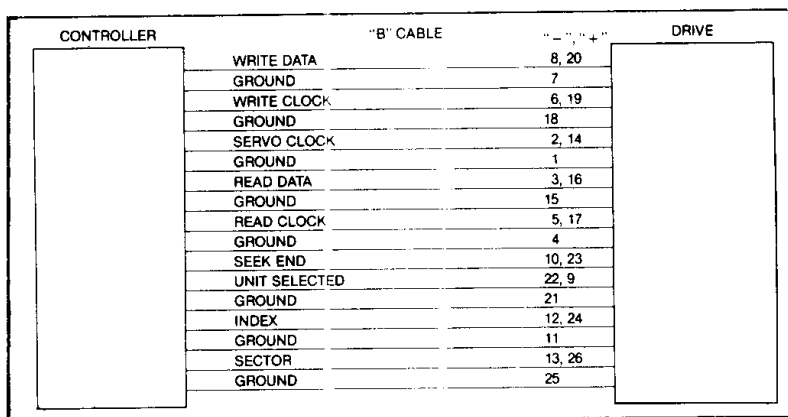 CONTROLLER "B" CABLE "−", "+" DRIVE
WRITE DATA 8, 20
GROUND 7
WRITE CLOCK 6, 19
GROUND 18
SERVO CLOCK 2, 14
GROUND 1
READ DATA 3, 16
GROUND 15
READ CLOCK 5, 17
GROUND 4
SEEK END 10, 23
UNIT SELECTED 22, 9
GROUND 21
INDEX 12, 24
GROUND 11
SECTOR 13, 26
GROUND 25